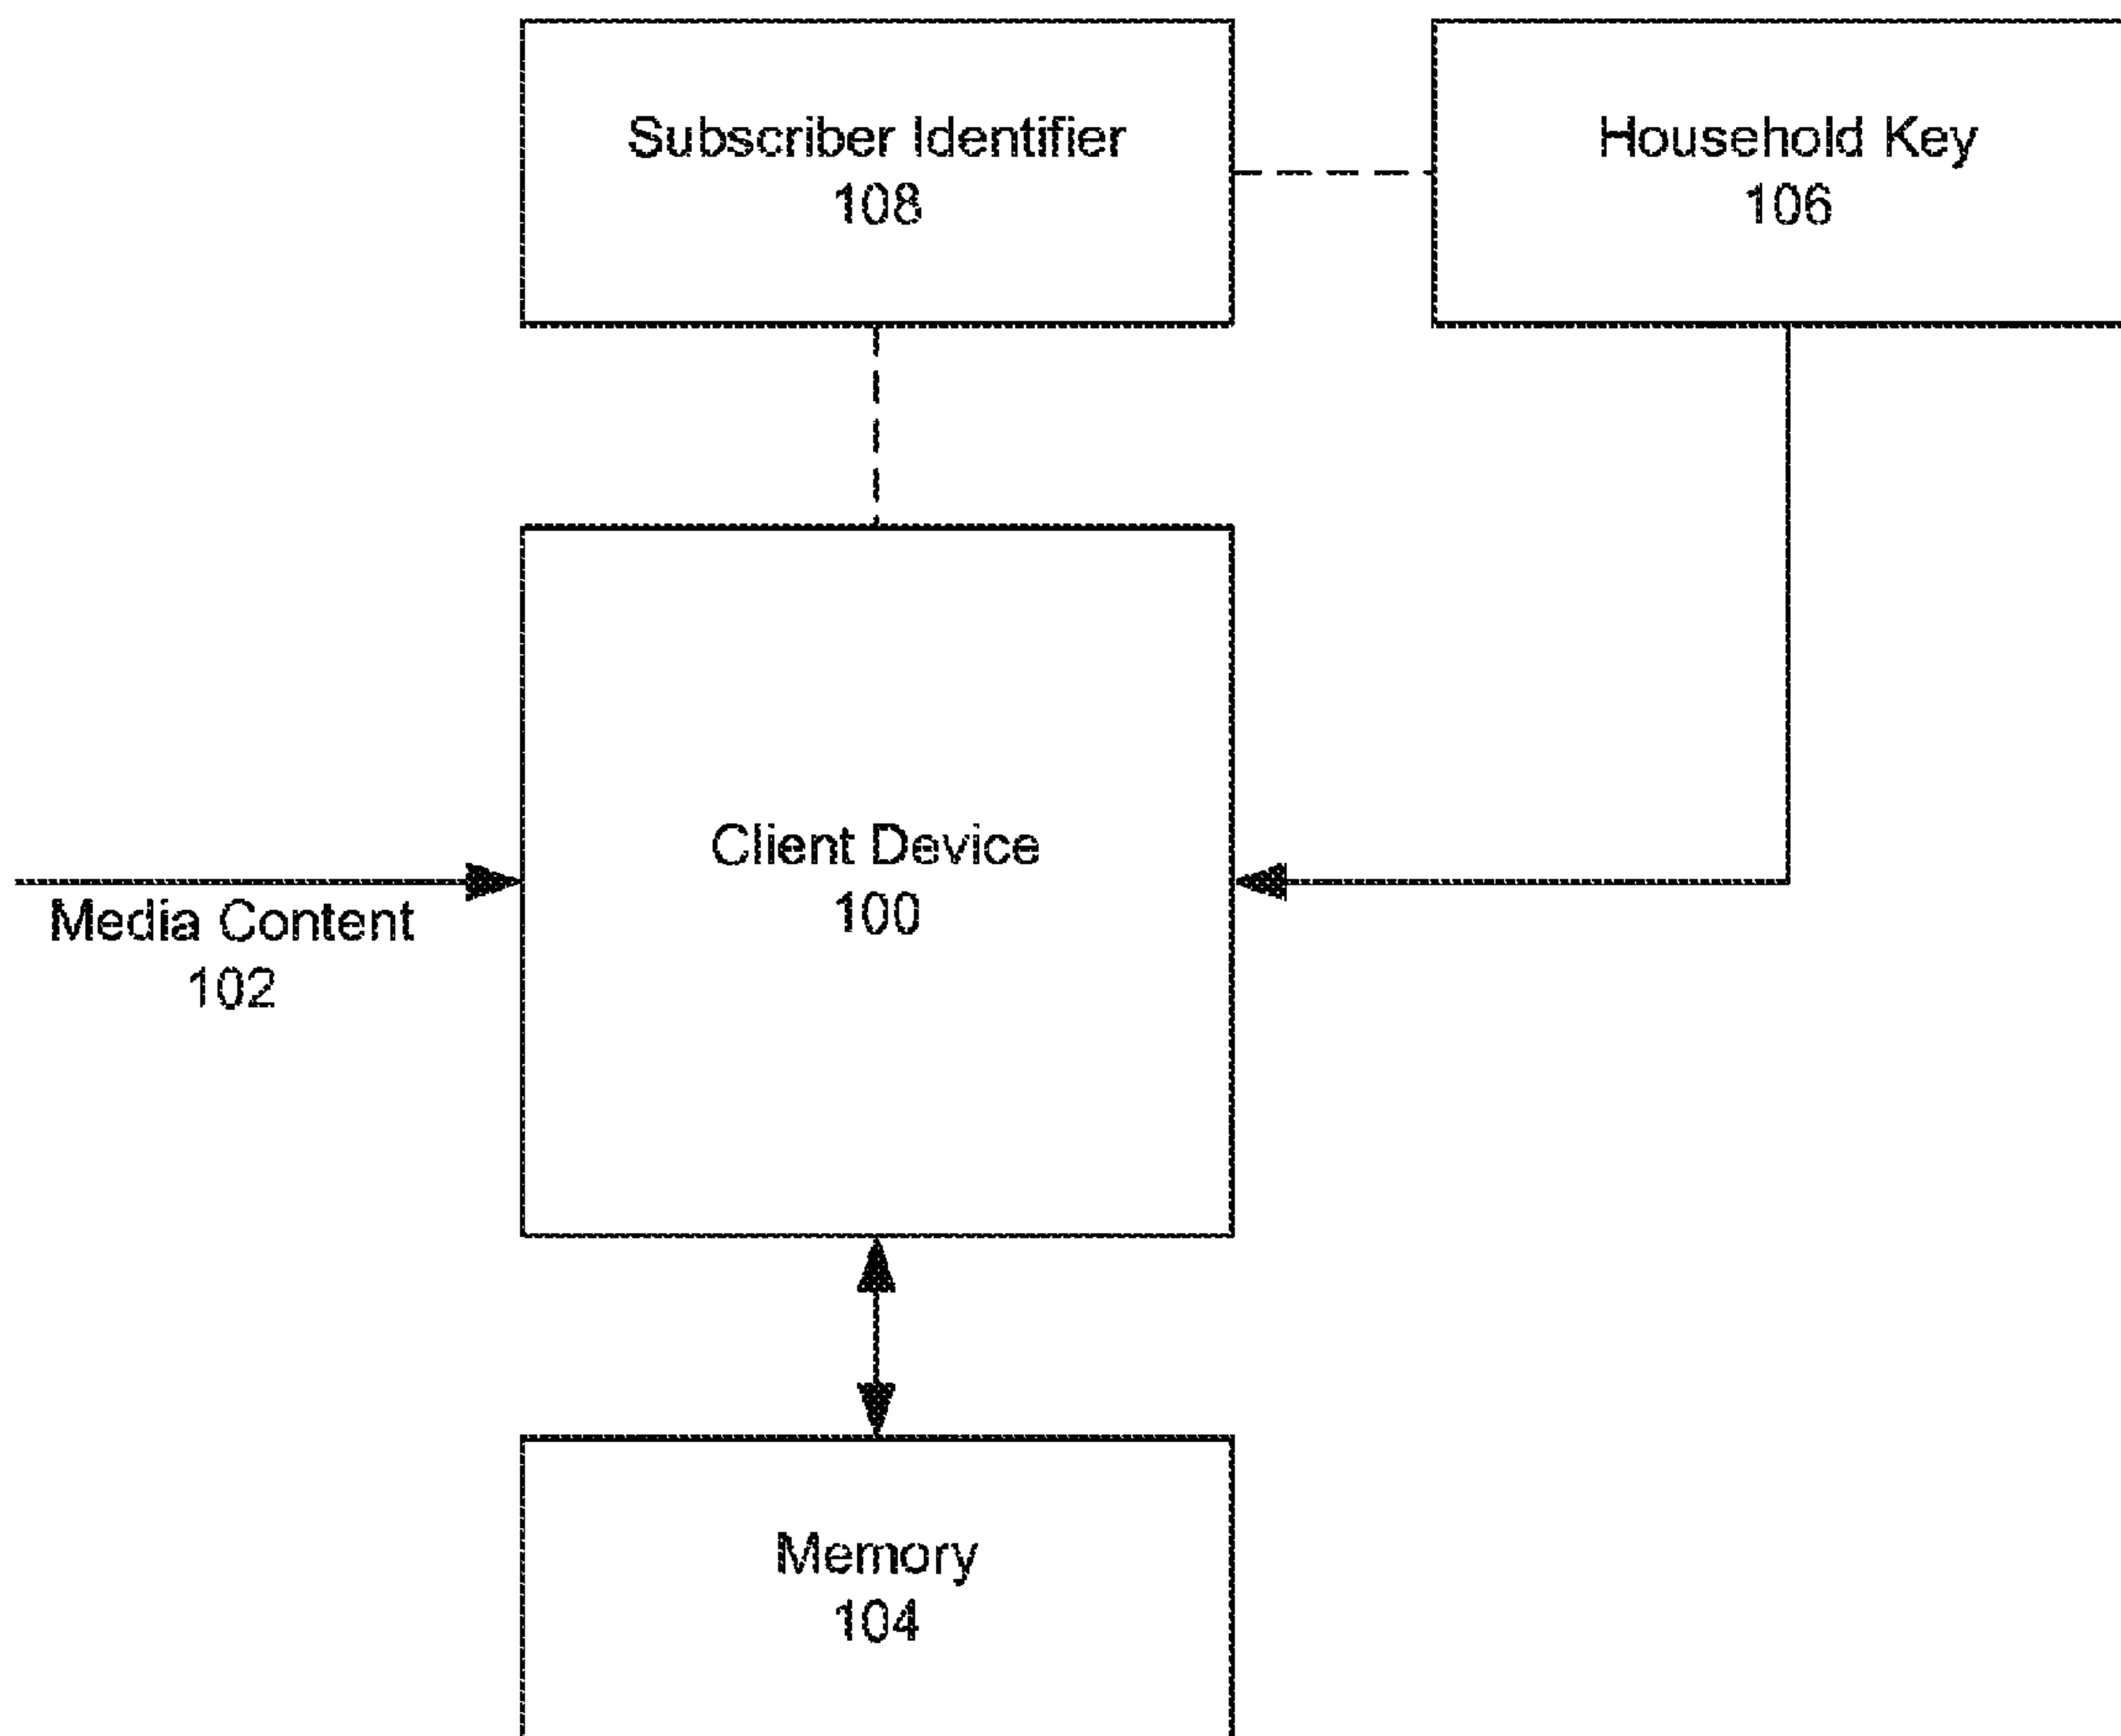 Subscriber Identifier
108
Household Key
106
Client Device
100
Media Content
102
Memory
104